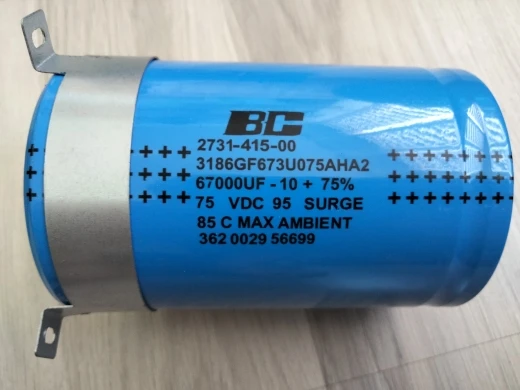 BC
2731-415-00
+ + + + + + + + + + + +
3186GF673U075AHA2
+ + + + + + + + + + + +
67000UF - 10 + 75%
+ + + + + + + + + + + +
75 VDC 95 SURGE
85 C MAX AMBIENT
362 0029 56699